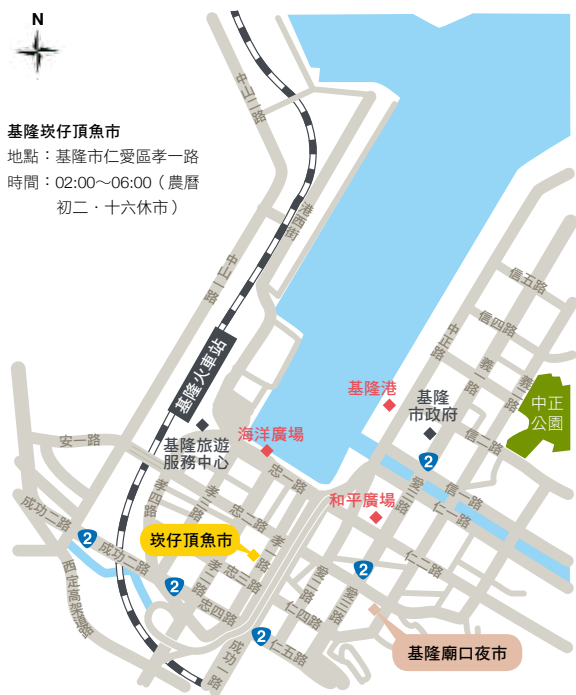 N
基隆崁仔頂魚市
地點：基隆市仁愛區孝一路
時間：02:00～06:00（農曆
初二．十六休市）
中山二路
港西街
中山一路
基隆火車站
信五路
信四路
中正路
義一路
義二路
中正
公園
基隆港
基隆
市政府
信二路
安一路
基隆旅遊
服務中心
海洋廣場
忠一路
2
信一路
孝四路
孝三路
忠二路
愛三路
仁一路
和平廣場
成功二路
2
成功二路
崁仔頂魚市
孝一路
孝二路
忠三路
愛二路
2
仁二路
西定高架道路
2
忠四路
仁四路
愛三路
成功一路
2
仁五路
基隆廟口夜市